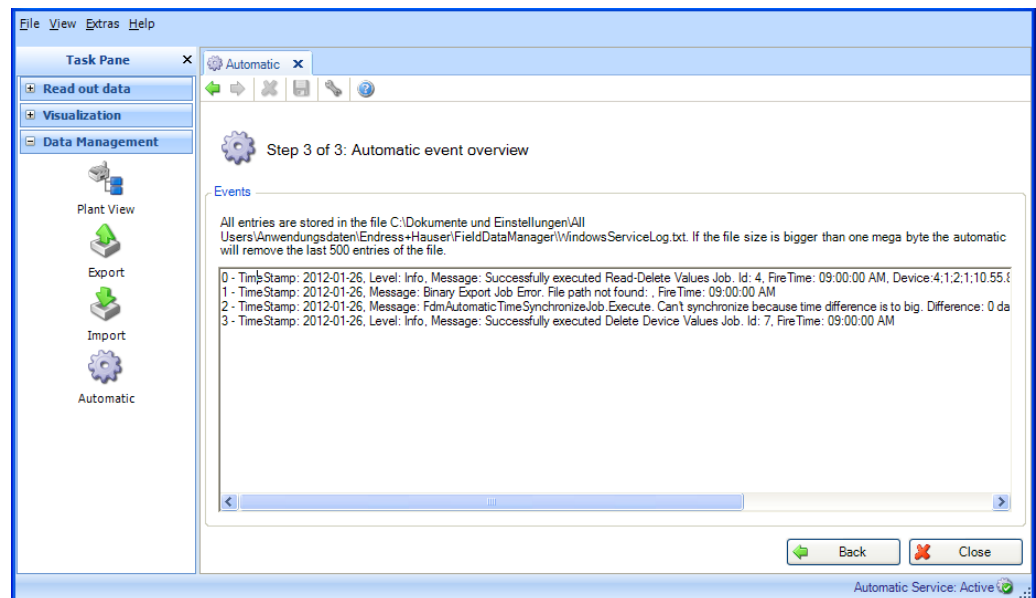 File View Extras Help
Task Pane
Automatic
Read out data
Visualization
Data Management
Plant View
Export
Import
Automatic
Step 3 of 3: Automatic event overview
Events
All entries are stored in the file C:\Dokumente und Einstellungen\All
Users\Anwendungsdaten\Endress+Hauser\FieldDataManager\WindowsServiceLog.txt. If the file size is bigger than one mega byte the automatic
will remove the last 500 entries of the file.
0 - TimeStamp: 2012-01-26, Level: Info, Message: Successfully executed Read-Delete Values Job. Id: 4, FireTime: 09:00:00 AM, Device:4;1;2;1;10.55.8
1 - TimeStamp: 2012-01-26, Message: Binary Export Job Error. File path not found: , FireTime: 09:00:00 AM
2 - TimeStamp: 2012-01-26, Message: FdmAutomaticTimeSynchronizeJob.Execute. Can't synchronize because time difference is to big. Difference: 0 da
3 - TimeStamp: 2012-01-26, Level: Info, Message: Successfully executed Delete Device Values Job. Id: 7, FireTime: 09:00:00 AM
Back
Close
Automatic Service: Active